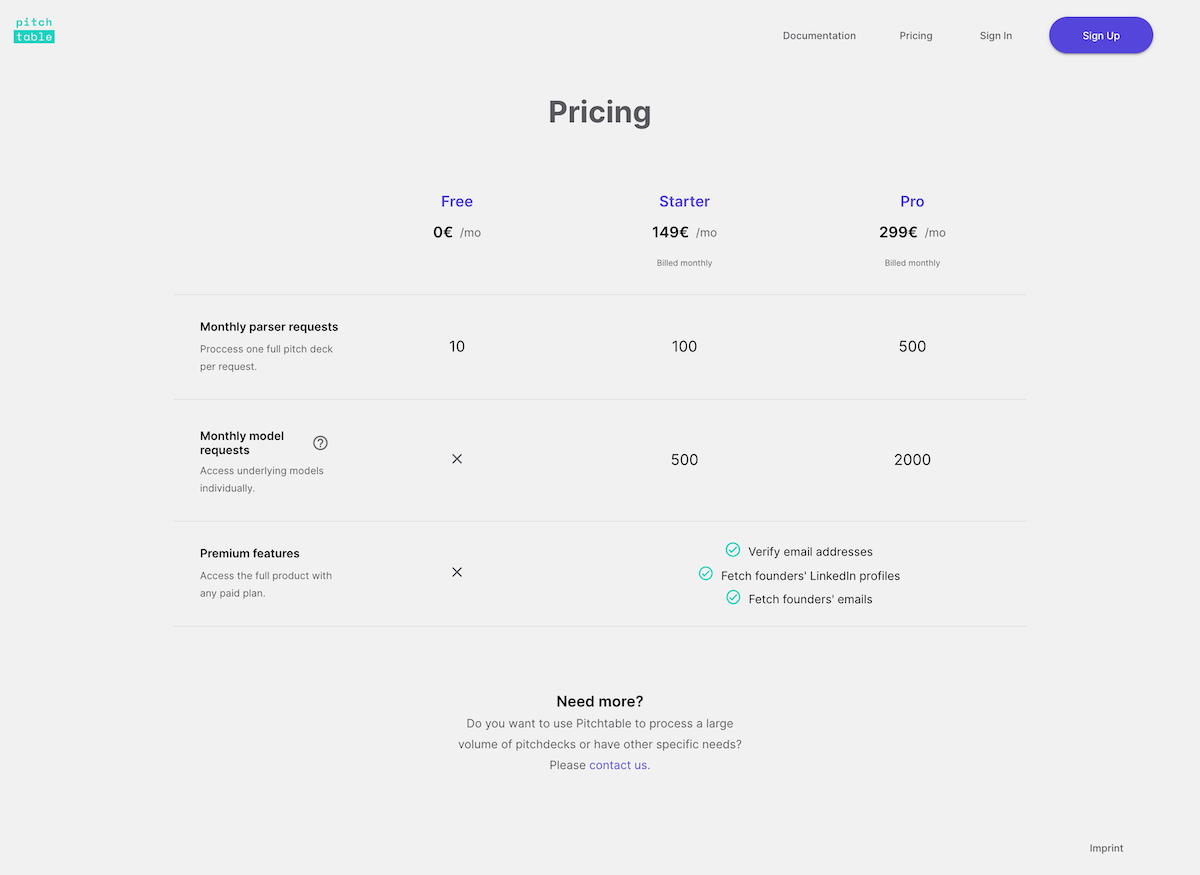 pitch
table
Documentation Pricing Sign In Sign Up
Pricing
Free Starter Pro
0€ /mo 149€ /mo 299€ /mo
Billed monthly Billed monthly
Monthly parser requests
Proccess one full pitch deck
per request.
10 100 500
Monthly model
requests
Access underlying models
individually.
500 2000
Premium features
Access the full product with
any paid plan.
Verify email addresses
Fetch founders' LinkedIn profiles
Fetch founders' emails
Need more?
Do you want to use Pitchtable to process a large
volume of pitchdecks or have other specific needs?
Please contact us.
Imprint